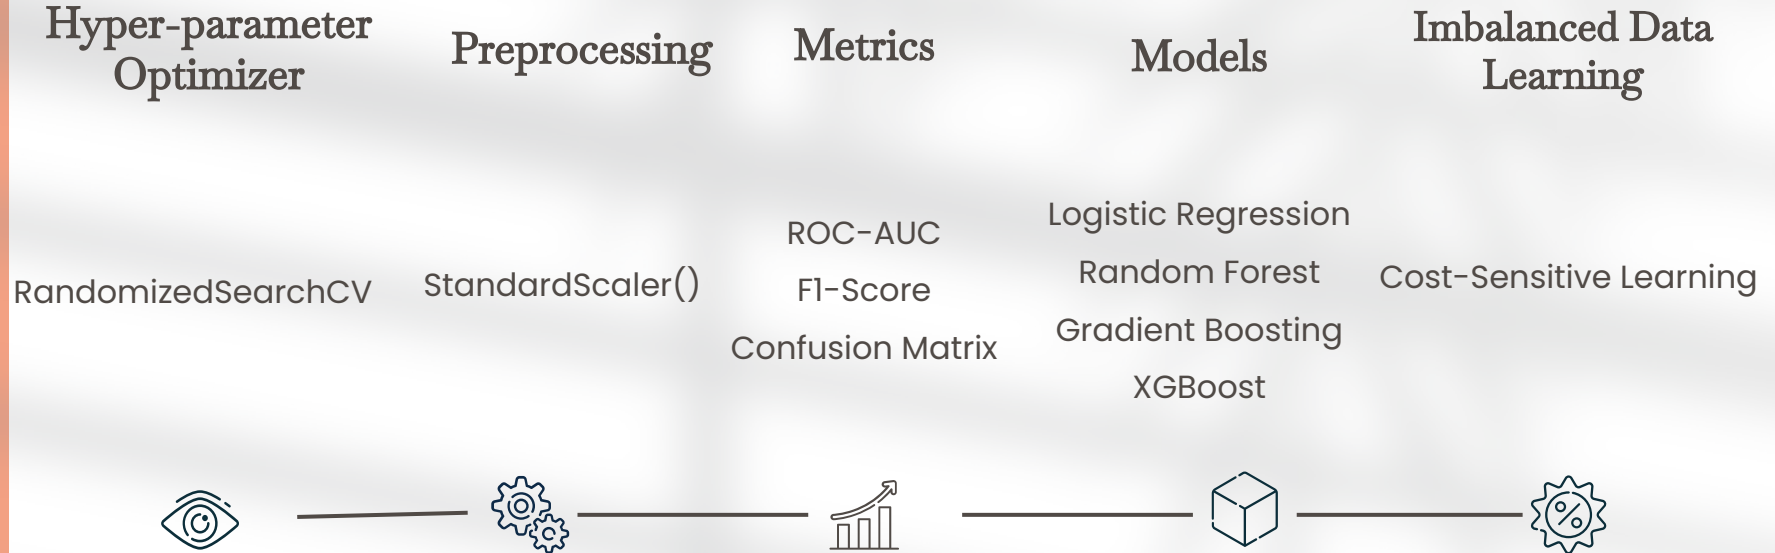 Hyper-parameter
Optimizer
Preprocessing
Metrics
Models
Imbalanced Data
Learning
RandomizedSearchCV
StandardScaler()
ROC-AUC
F1-Score
Confusion Matrix
Logistic Regression
Random Forest
Gradient Boosting
XGBoost
Cost-Sensitive Learning
%